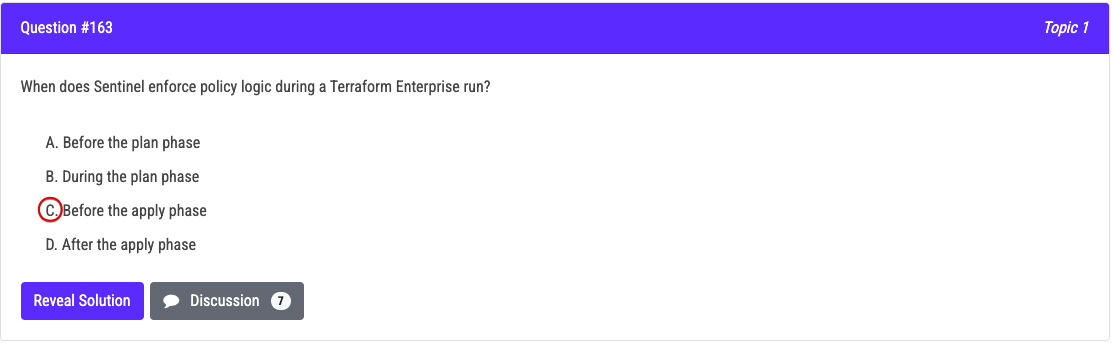 Question #163
Topic 1
When does Sentinel enforce policy logic during a Terraform Enterprise run?
A. Before the plan phase
B. During the plan phase
C. Before the apply phase
D. After the apply phase
Reveal Solution
Discussion 7